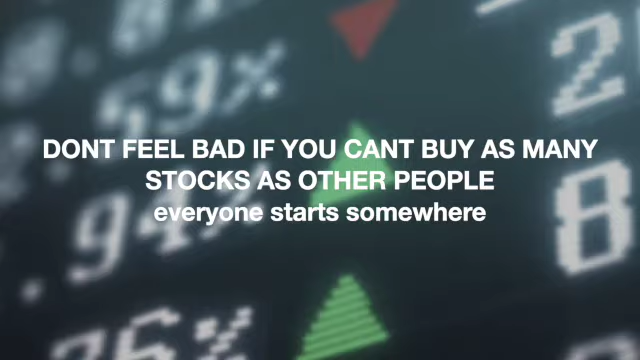 DONT FEEL BAD IF YOU CANT BUY AS MANY
STOCKS AS OTHER PEOPLE
everyone starts somewhere